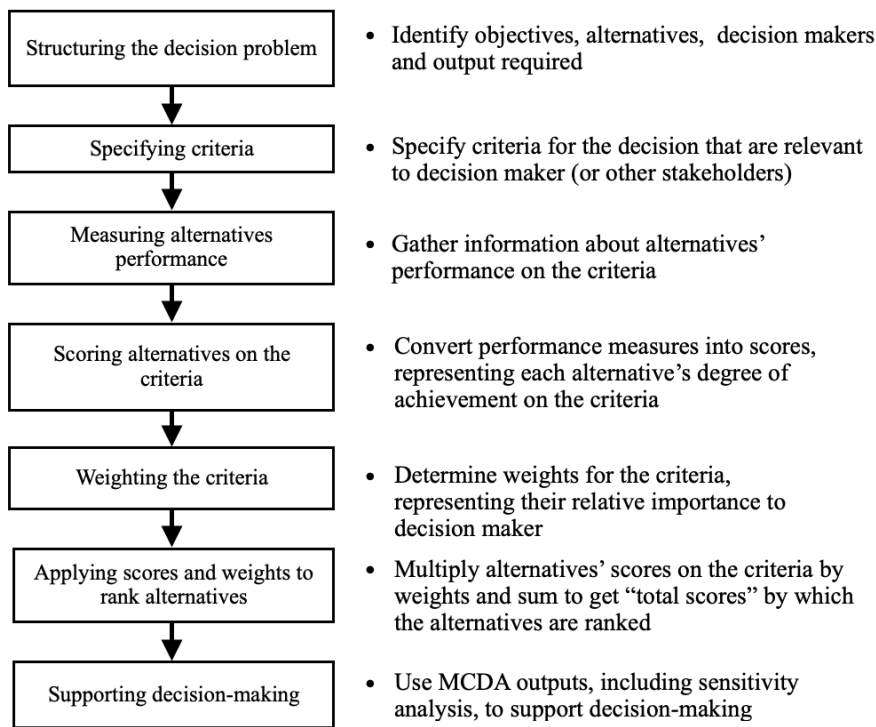 Structuring the decision problem
• Identify objectives, alternatives, decision makers
and output required
Specifying criteria
• Specify criteria for the decision that are relevant
to decision maker (or other stakeholders)
Measuring alternatives
performance
• Gather information about alternatives’
performance on the criteria
Scoring alternatives on the
criteria
• Convert performance measures into scores,
representing each alternative’s degree of
achievement on the criteria
Weighting the criteria
• Determine weights for the criteria,
representing their relative importance to
decision maker
Applying scores and weights to
rank alternatives
• Multiply alternatives’ scores on the criteria by
weights and sum to get “total scores” by which
the alternatives are ranked
Supporting decision-making
• Use MCDA outputs, including sensitivity
analysis, to support decision-making